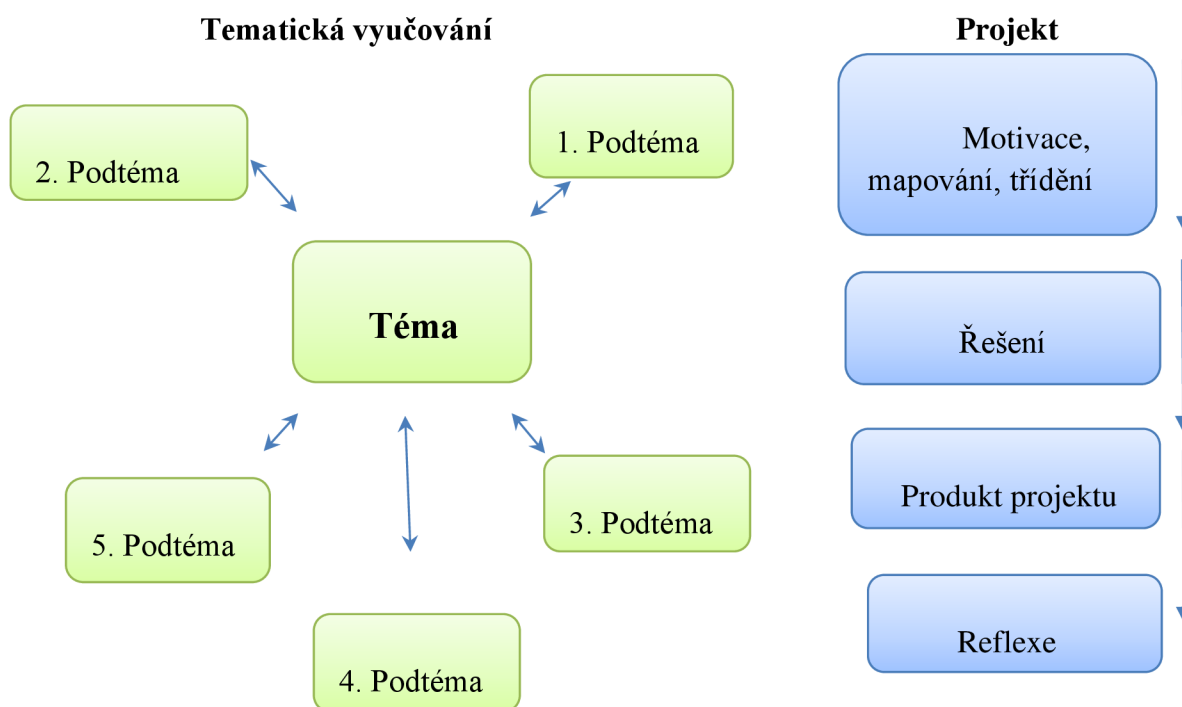 Tematická vyučování
1. Podtéma
2. Podtéma
Téma
5. Podtéma
3. Podtéma
4. Podtéma
Projekt
Motivace,
mapování, třídění
Řešení
Produkt projektu
Reflexe